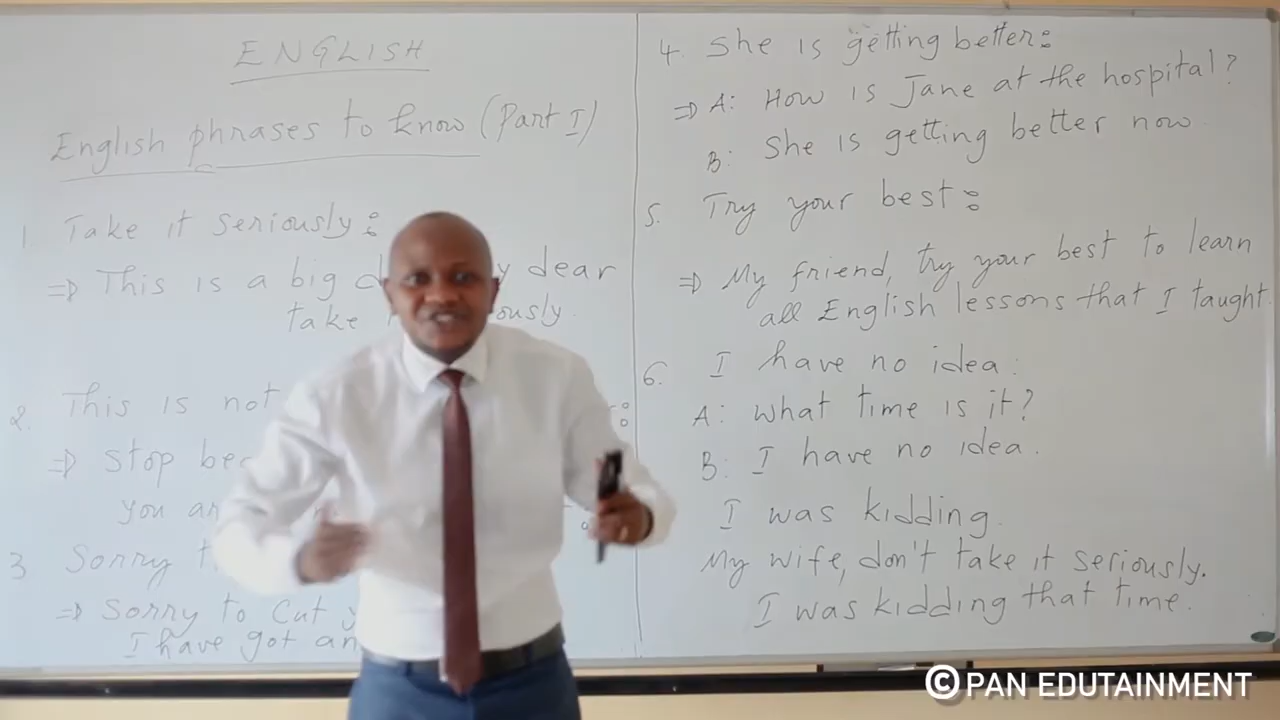 ENGLISH
English phrases to know (Part I)
1. Take it seriously:
⇒ This is a big dear
take
2. This is not
⇒ Stop
you
3 Sorry
⇒ Sorry to cut
I have got
4. She is getting better:
⇒ A: How is Jane at the hospital?
B: She is getting better now.
5. Try your best:
⇒ My friend, try your best to learn
all English lessons that I taught.
6. I have no idea:
A: What time is it?
B: I have no idea.
I was kidding.
My wife, don't take it seriously.
I was kidding that time.
© PAN EDUTAINMENT